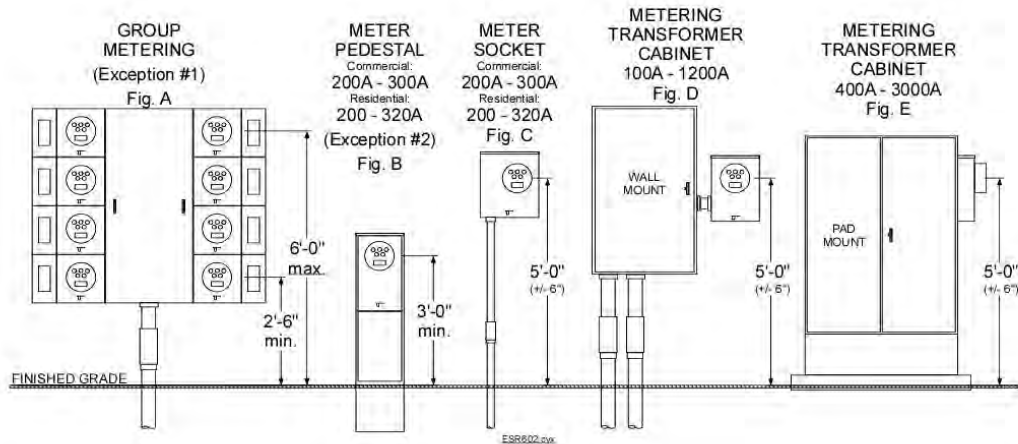 GROUP
METERING
(Exception #1)
Fig. A
METER
PEDESTAL
Commercial:
200A - 300A
Residential:
200 - 320A
(Exception #2)
Fig. B
METER
SOCKET
Commercial:
200A - 300A
Residential:
200 - 320A
Fig. C
METERING
TRANSFORMER
CABINET
100A - 1200A
Fig. D
METERING
TRANSFORMER
CABINET
400A - 3000A
Fig. E
6'-0"
max.
2'-6"
min.
3'-0"
min.
5'-0"
(+/- 6")
WALL
MOUNT
5'-0"
(+/- 6")
PAD
MOUNT
5'-0"
(+/- 6")
FINISHED GRADE
ESR602.cvx